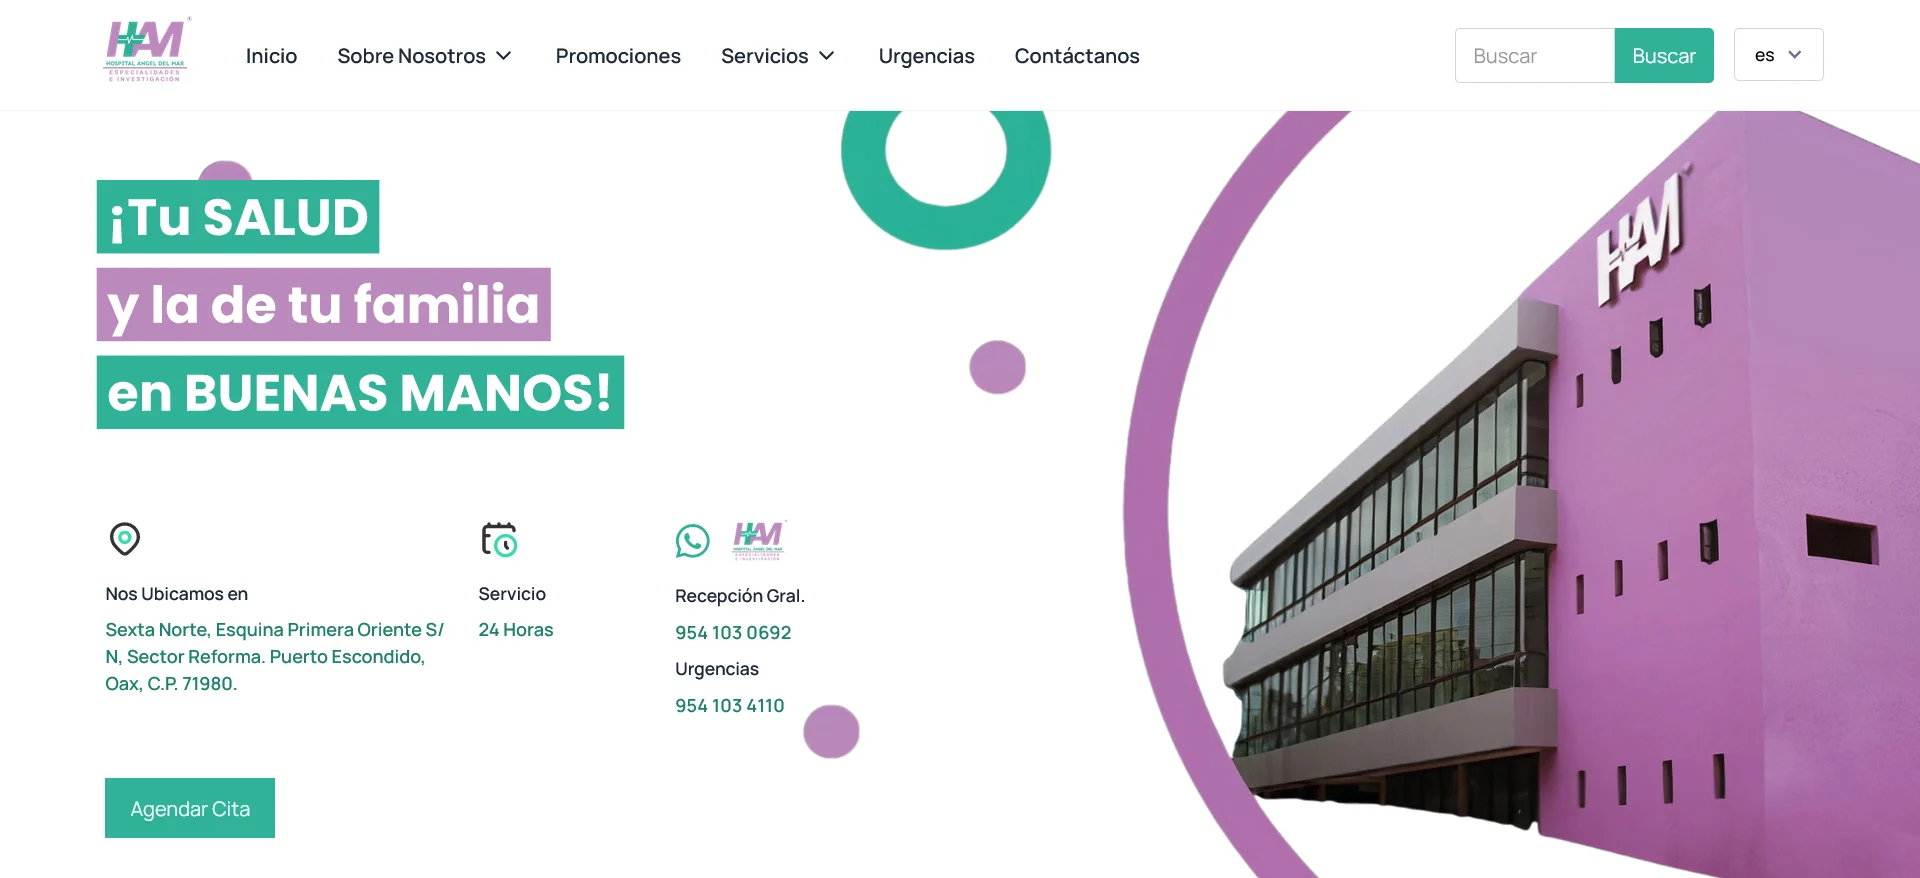 HAM
HOSPITAL ÁNGEL DEL MAR
ESPECIALIDADES
E INVESTIGACIÓN
Inicio
Sobre Nosotros
Promociones
Servicios
Urgencias
Contáctanos
Buscar
Buscar
es
¡Tu SALUD
y la de tu familia
en BUENAS MANOS!
HAM
Nos Ubicamos en
Sexta Norte, Esquina Primera Oriente S/
N, Sector Reforma. Puerto Escondido,
Oax, C.P. 71980.
Servicio
24 Horas
HAM
HOSPITAL ÁNGEL DEL MAR
ESPECIALIDADES
E INVESTIGACIÓN
Recepción Gral.
954 103 0692
Urgencias
954 103 4110
Agendar Cita